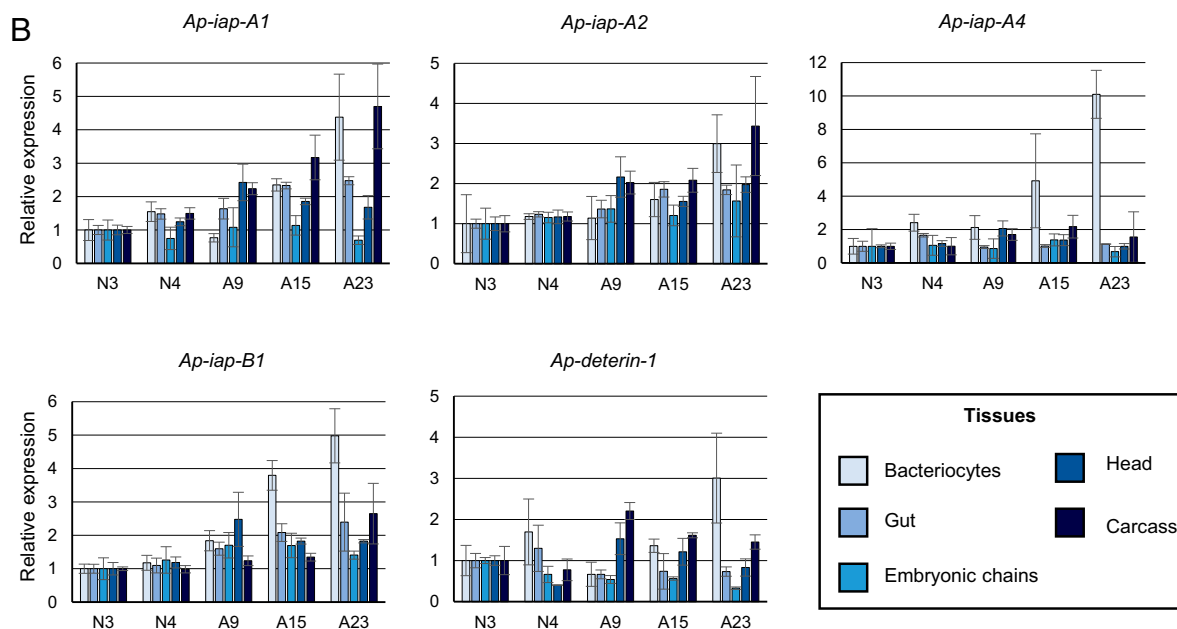 B
Ap-iap-A1
Ap-iap-A2
Ap-iap-A4
Relative expression
6
5
4
3
2
1
0
N3 N4 A9 A15 A23
5
4
3
2
1
0
N3 N4 A9 A15 A23
12
10
8
6
4
2
0
N3 N4 A9 A15 A23
Ap-iap-B1
Ap-deterin-1
Relative expression
6
5
4
3
2
1
0
N3 N4 A9 A15 A23
5
4
3
2
1
0
N3 N4 A9 A15 A23
Tissues
Bacteriocytes
Head
Gut
Carcass
Embryonic chains